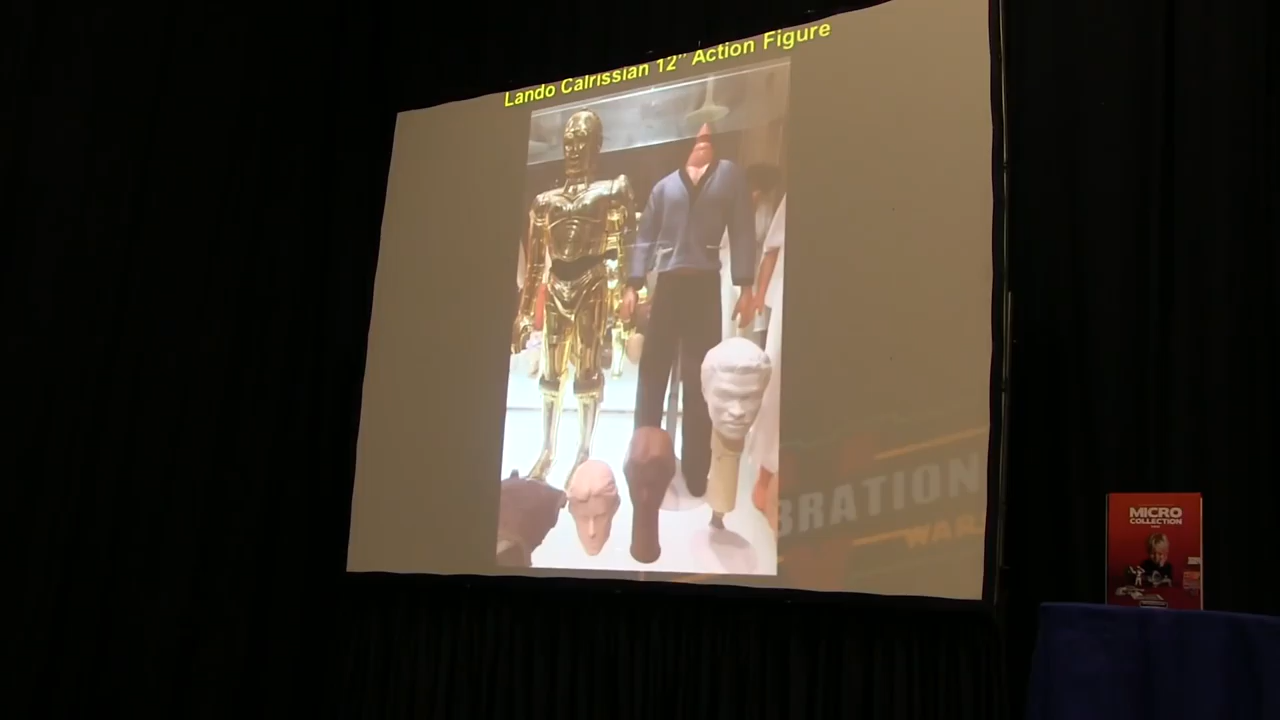 Lando Calrissian 12" Action Figure
BRATION
WAR
MICRO
COLLECTION